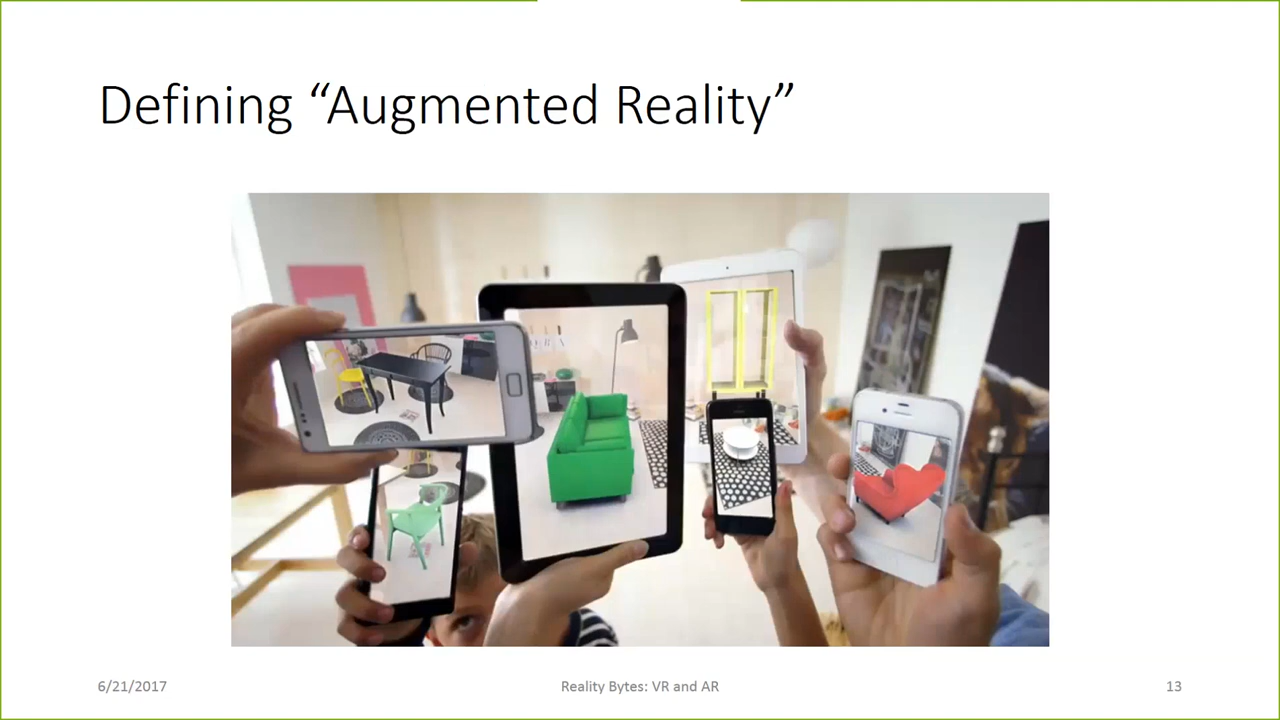 Defining “Augmented Reality”
6/21/2017
Reality Bytes: VR and AR
13